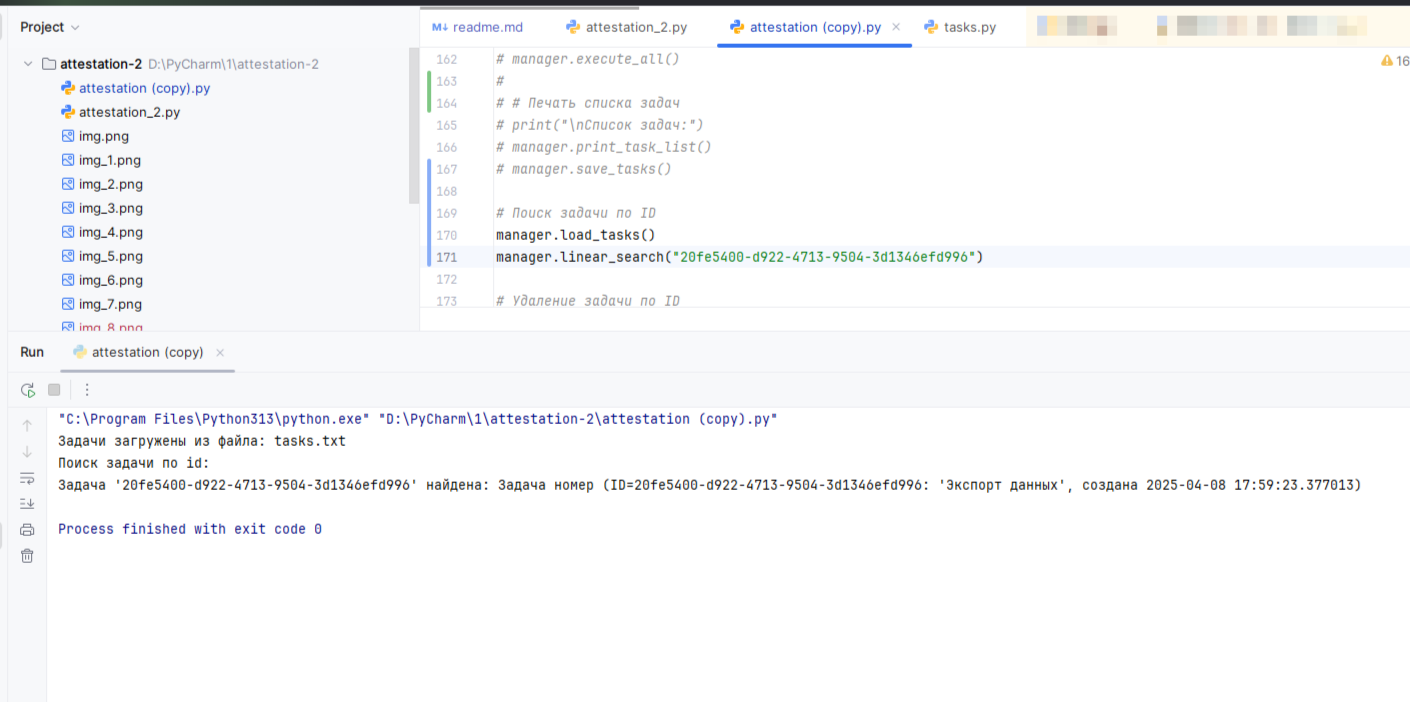 Project
readme.md
attestation_2.py
attestation (copy).py
tasks.py
attestation-2 D:\PyCharm\1\attestation-2
attestation (copy).py
attestation_2.py
img.png
img_1.png
img_2.png
img_3.png
img_4.png
img_5.png
img_6.png
img_7.png
img_8.png
16
162 # manager.execute_all()
163 #
164 # # Печать списка задач
165 # print("\nСписок задач:")
166 # manager.print_task_list()
167 # manager.save_tasks()
168
169 # Поиск задачи по ID
170 manager.load_tasks()
171 manager.linear_search("20fe5400-d922-4713-9504-3d1346efd996")
172
173 # Удаление задачи по ID
Run attestation (copy)
"C:\Program Files\Python313\python.exe" "D:\PyCharm\1\attestation-2\attestation (copy).py"
Задачи загружены из файла: tasks.txt
Поиск задачи по id:
Задача '20fe5400-d922-4713-9504-3d1346efd996' найдена: Задача номер (ID=20fe5400-d922-4713-9504-3d1346efd996: 'Экспорт данных', создана 2025-04-08 17:59:23.377013)
Process finished with exit code 0